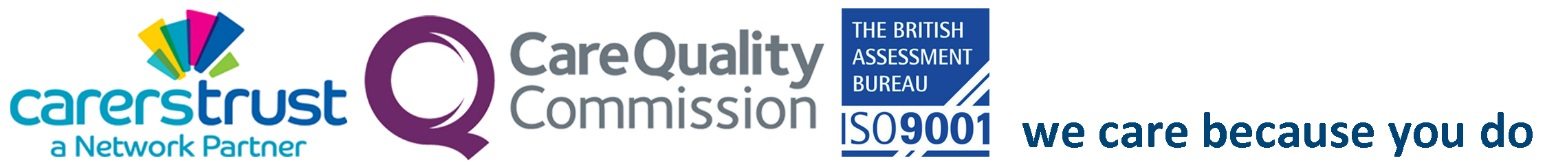 carerstrust
a Network Partner
CareQuality
Commission
THE BRITISH
ASSESSMENT
BUREAU
ISO9001
we care because you do